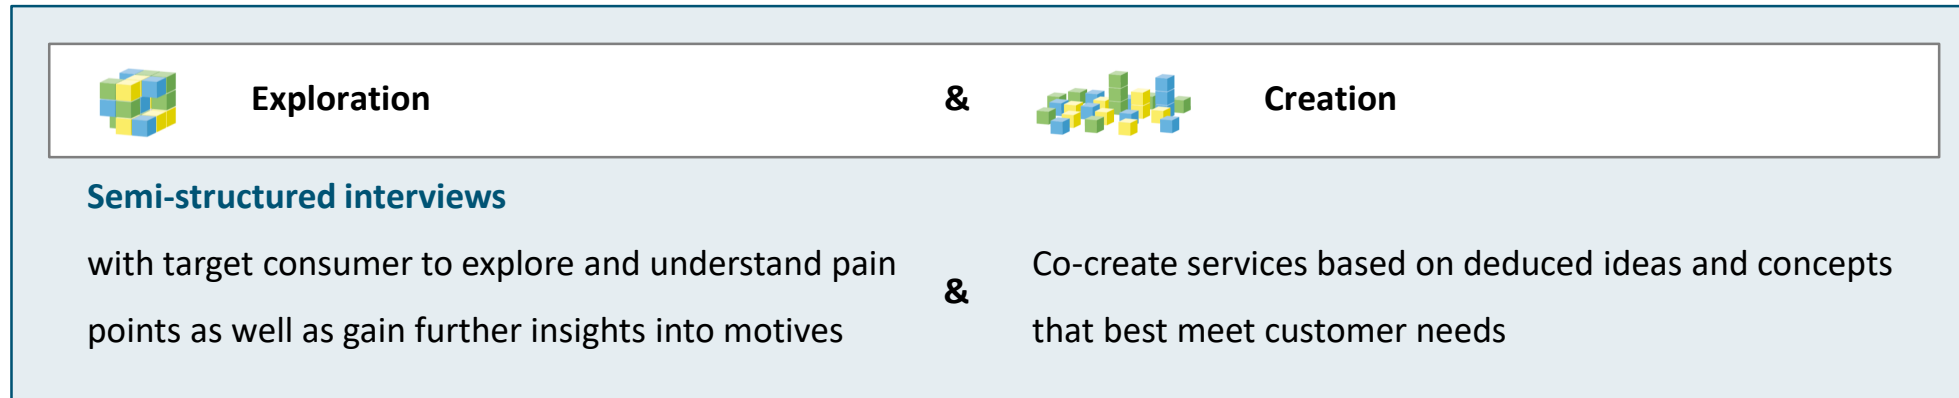 Exploration & Creation
Semi-structured interviews
with target consumer to explore and understand pain
points as well as gain further insights into motives
&
Co-create services based on deduced ideas and concepts
that best meet customer needs